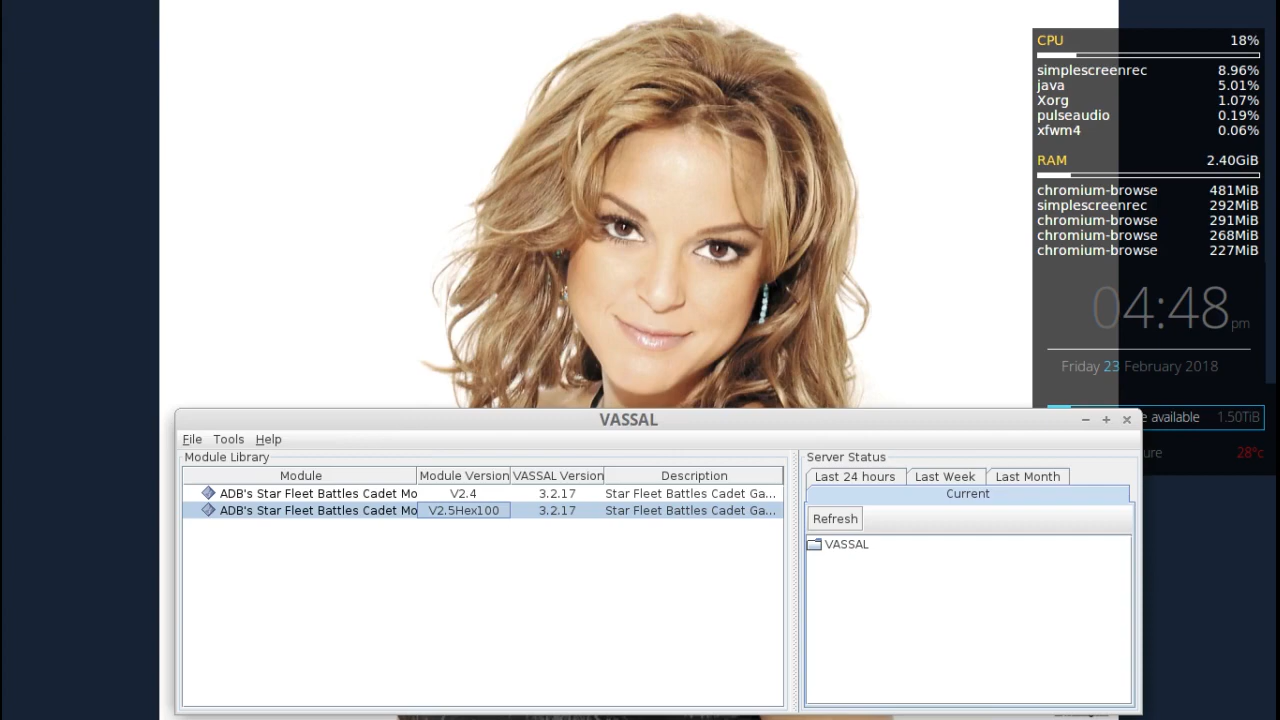 CPU 18%
simplescreenrec 8.96%
java 5.01%
Xorg 1.07%
pulseaudio 0.19%
xfwm4 0.06%
RAM 2.40GiB
chromium-browse 481MiB
simplescreenrec 292MiB
chromium-browse 291MiB
chromium-browse 268MiB
chromium-browse 227MiB
04:48 pm
Friday 23 February 2018
e available 1.50TiB
ure 28°c
VASSAL
File Tools Help
Module Library
Module Module Version VASSAL Version Description
ADB's Star Fleet Battles Cadet Mo V2.4 3.2.17 Star Fleet Battles Cadet Ga...
ADB's Star Fleet Battles Cadet Mo V2.5Hex100 3.2.17 Star Fleet Battles Cadet Ga...
Server Status
Last 24 hours Last Week Last Month
Current
Refresh
VASSAL